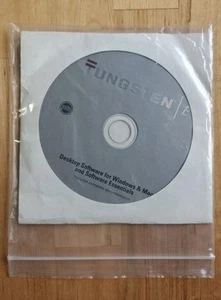 TUNGSTEN E
Desktop Software for Windows & Mac
and Software Essentials